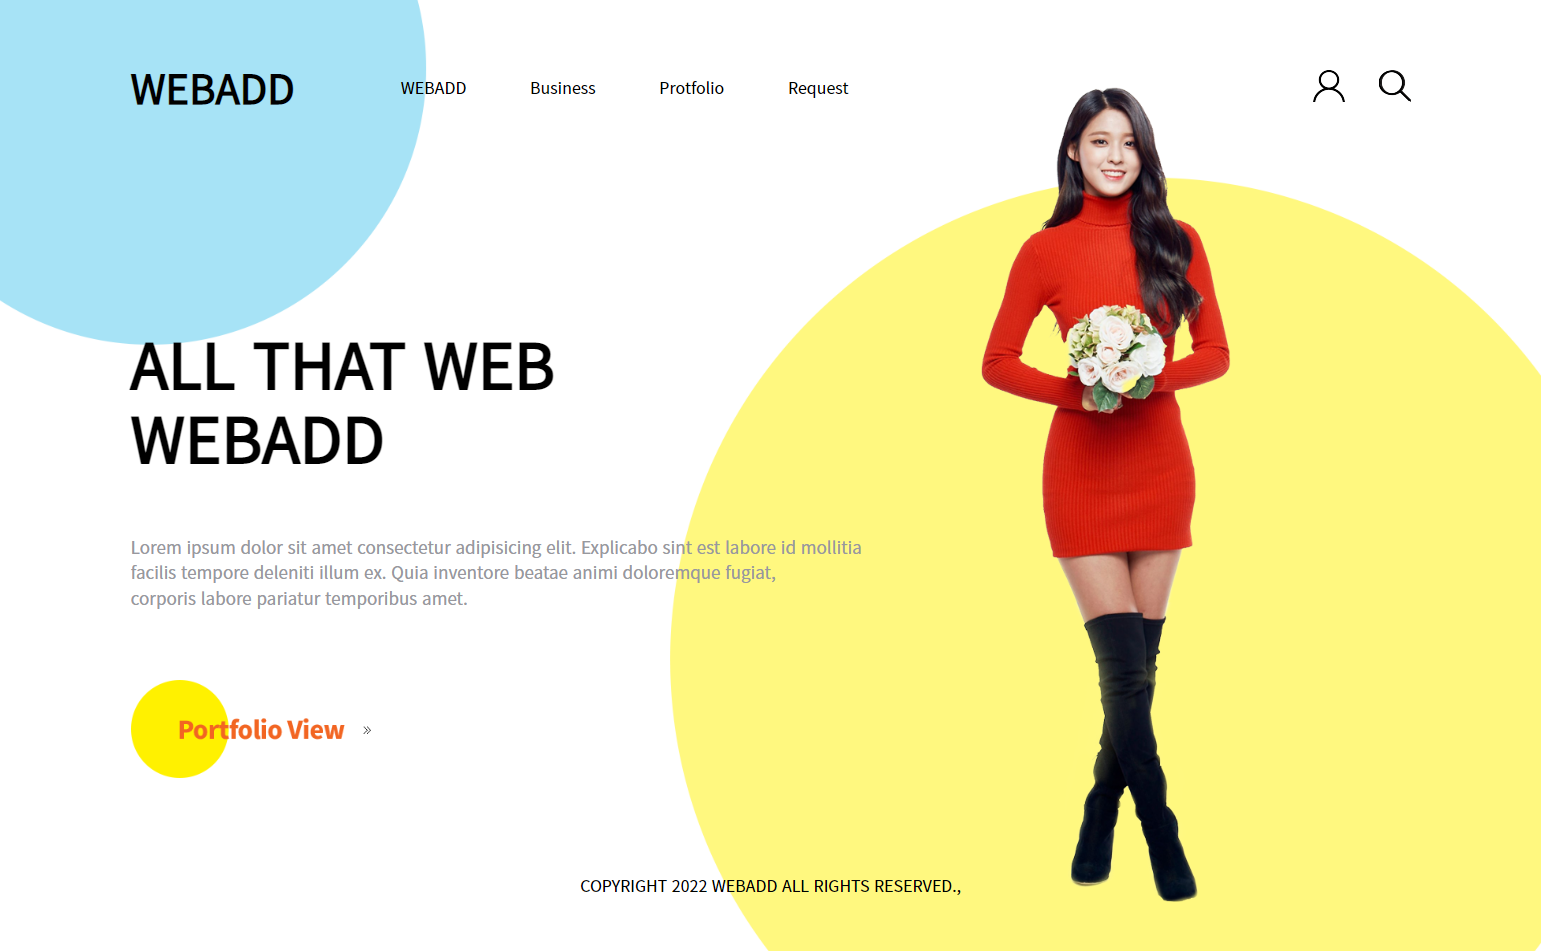 WEBADD
WEBADD
Business
Protfolio
Request
ALL THAT WEB
WEBADD
Lorem ipsum dolor sit amet consectetur adipisicing elit. Explicabo sint est labore id mollitia
facilis tempore deleniti illum ex. Quia inventore beatae animi doloremque fugiat,
corporis labore pariatur temporibus amet.
Portfolio View »
COPYRIGHT 2022 WEBADD ALL RIGHTS RESERVED.,